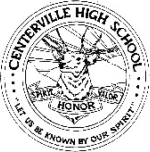 CENTERVILLE HIGH SCHOOL
SPIRIT VALOR
HONOR
"LET US BE KNOWN BY OUR SPIRIT"